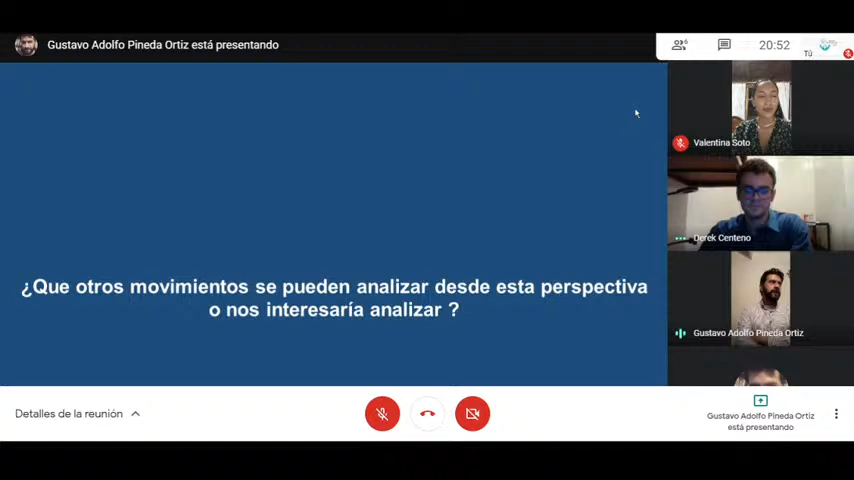 Gustavo Adolfo Pineda Ortiz está presentando
6
20:52
Tú
Valentina Soto
Derek Centeno
¿Que otros movimientos se pueden analizar desde esta perspectiva
o nos interesaría analizar ?
Gustavo Adolfo Pineda Ortiz
Detalles de la reunión
Gustavo Adolfo Pineda Ortiz
está presentando